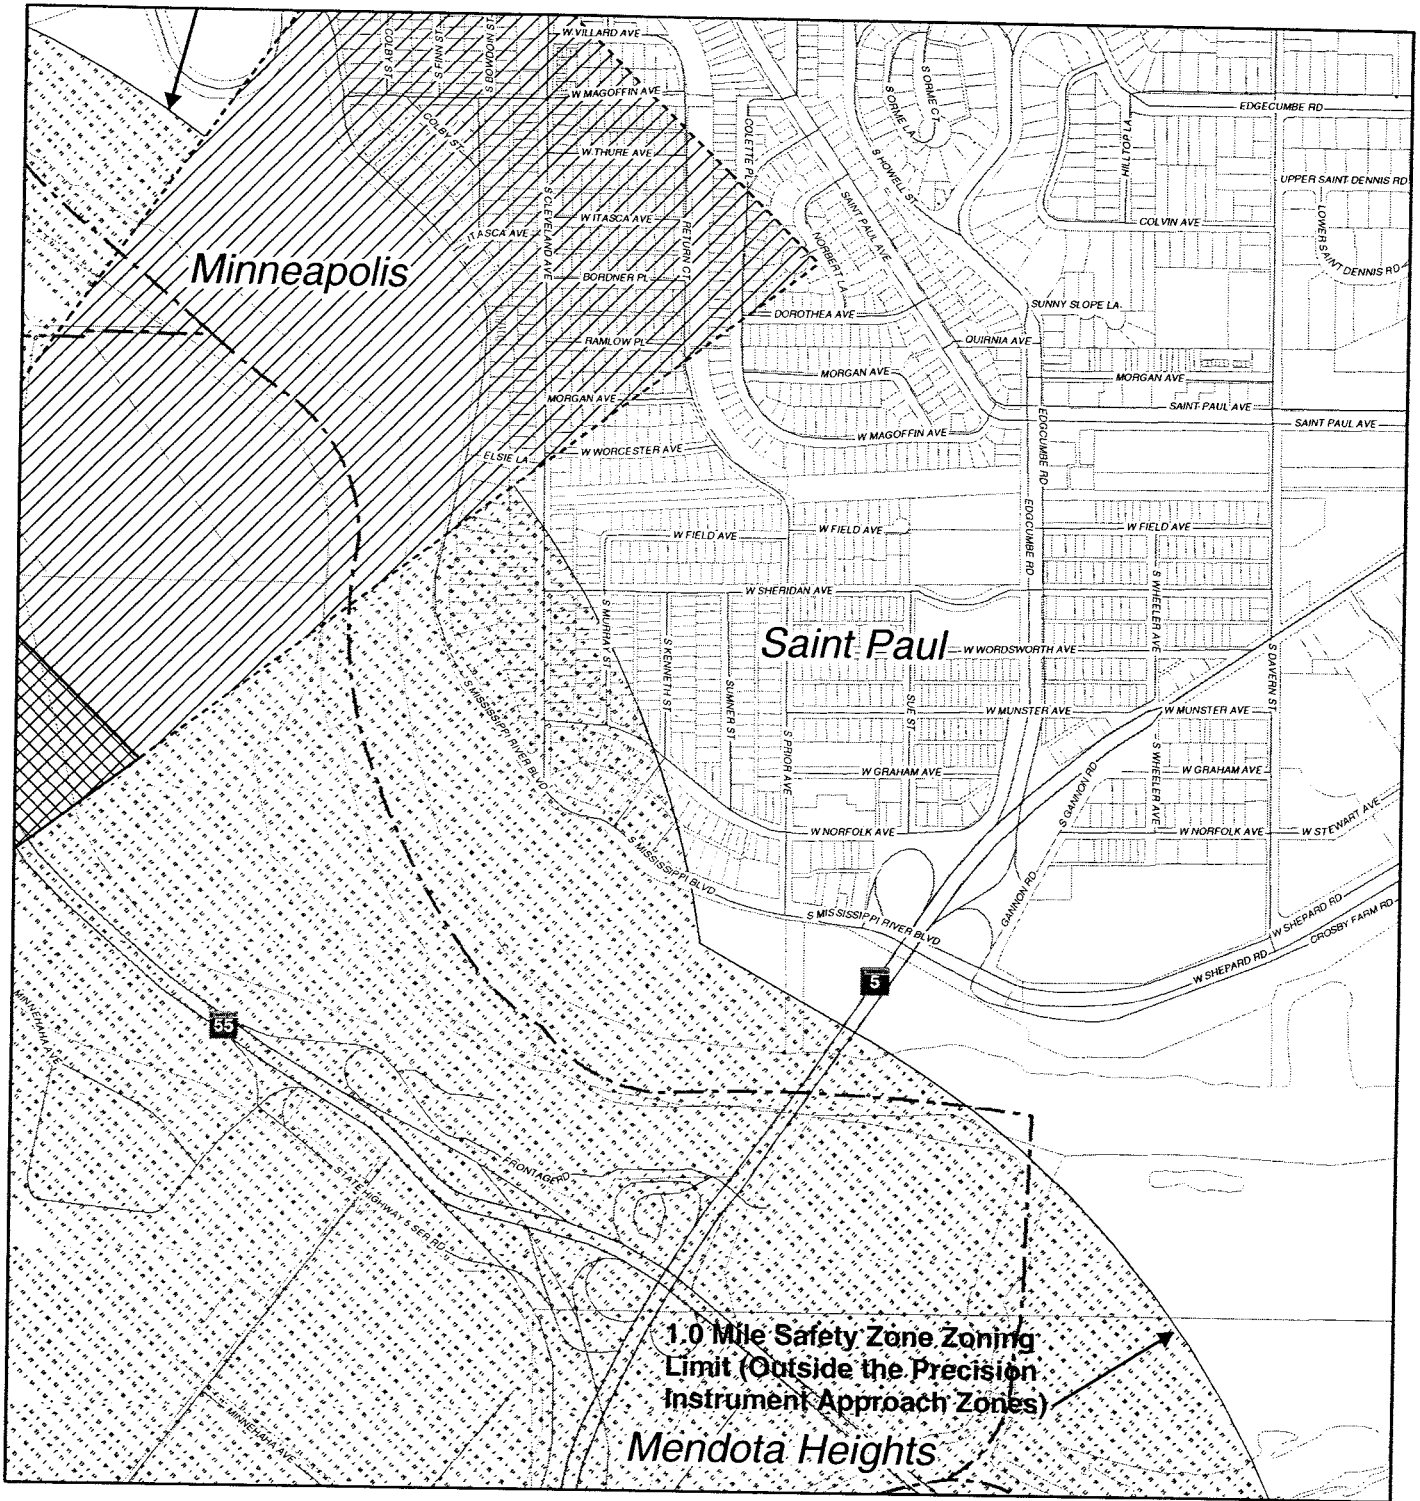 W VILLARD AVE
COLBY ST
S FINN ST
S BOWDOIN ST
W MAGOFFIN AVE
S ORME CT
S ORME LA
EDGECUMBE RD
COLBY ST
COLETTE PL
HILLTOP LA
W THURE AVE
S HOWELL ST
UPPER SAINT DENNIS RD
SAINT PAUL AVE
S CLEVELAND AVE
W ITASCA AVE
ITASCA AVE
RETURN CT
NORBERT LA
COLVIN AVE
LOWER SAINT DENNIS RD
Minneapolis
BORDNER PL
SUNNY SLOPE LA
DOROTHEA AVE
RAMLOW PL
QUIRNIA AVE
MORGAN AVE
MORGAN AVE
MORGAN AVE
SAINT PAUL AVE
SAINT PAUL AVE
EDGCUMBE RD
W MAGOFFIN AVE
ELSIE LA
W WORCESTER AVE
W FIELD AVE
W FIELD AVE
EDGCUMBE RD
W FIELD AVE
W SHERIDAN AVE
S WHEELER AVE
S MURRAY ST
Saint Paul
S KENNETH ST
W WORDSWORTH AVE
S DAVERN ST
S MISSISSIPPI RIVER BLVD
SUMNER ST
SUE ST
W MUNSTER AVE
W MUNSTER AVE
S PRIOR AVE
W GRAHAM AVE
S GANNON RD
S WHEELER AVE
W GRAHAM AVE
W NORFOLK AVE
W NORFOLK AVE
W STEWART AVE
S MISSISSIPPI BLVD
GANNON RD
S MISSISSIPPI RIVER BLVD
W SHEPARD RD
CROSBY FARM RD
W SHEPARD RD
5
MINNEHAHA AVE
55
FRONTAGE RD
STATE HIGHWAY 5 SER RD
1.0 Mile Safety Zone Zoning
Limit (Outside the Precision
Instrument Approach Zones)
E MINNEHAHA AVE
Mendota Heights